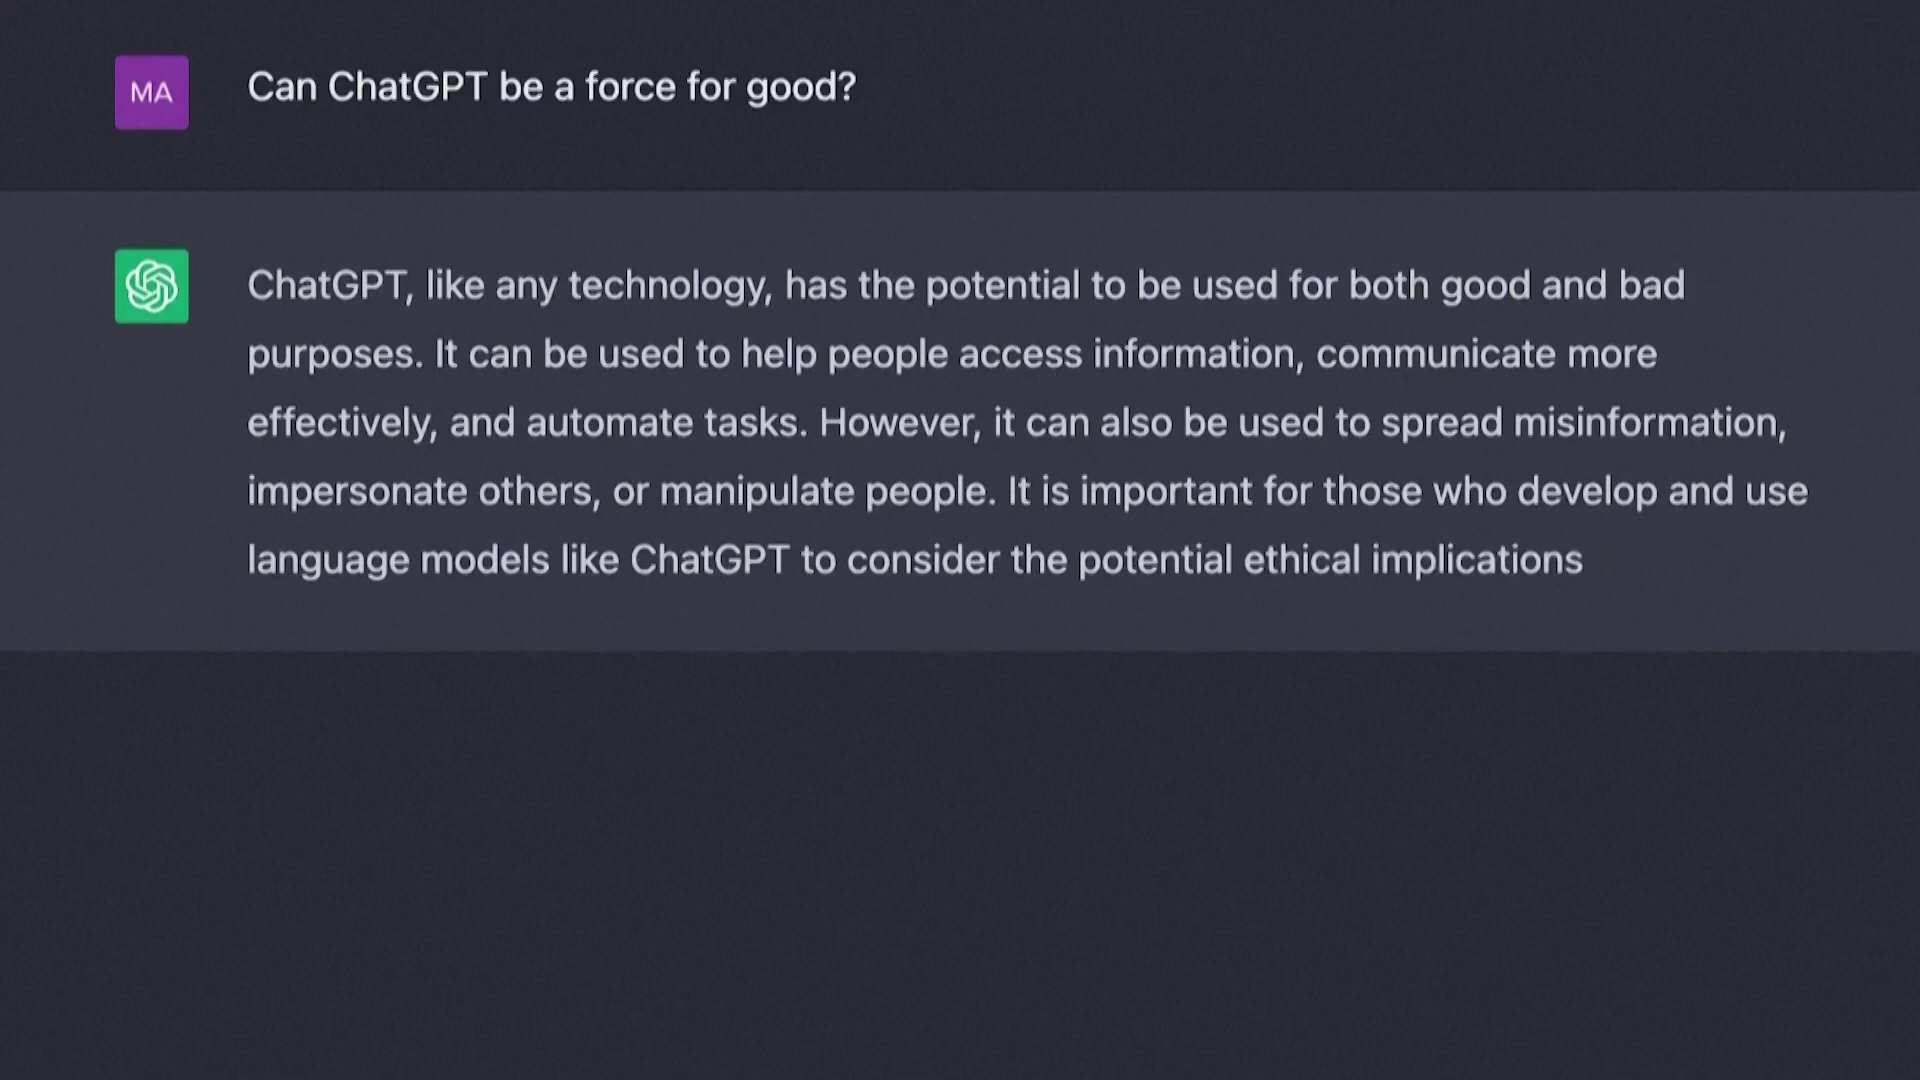 MA
Can ChatGPT be a force for good?
ChatGPT, like any technology, has the potential to be used for both good and bad
purposes. It can be used to help people access information, communicate more
effectively, and automate tasks. However, it can also be used to spread misinformation,
impersonate others, or manipulate people. It is important for those who develop and use
language models like ChatGPT to consider the potential ethical implications